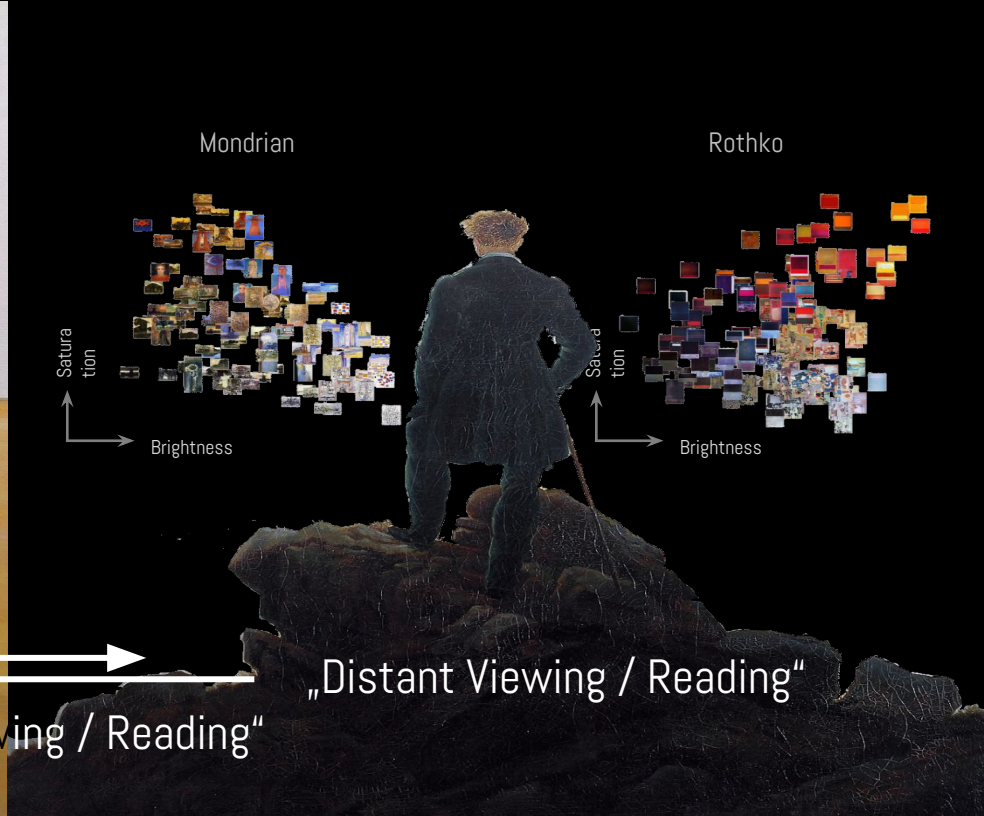 Mondrian
Rothko
Satura
tion
Brightness
Satura
tion
Brightness
„Distant Viewing / Reading“
ing / Reading“